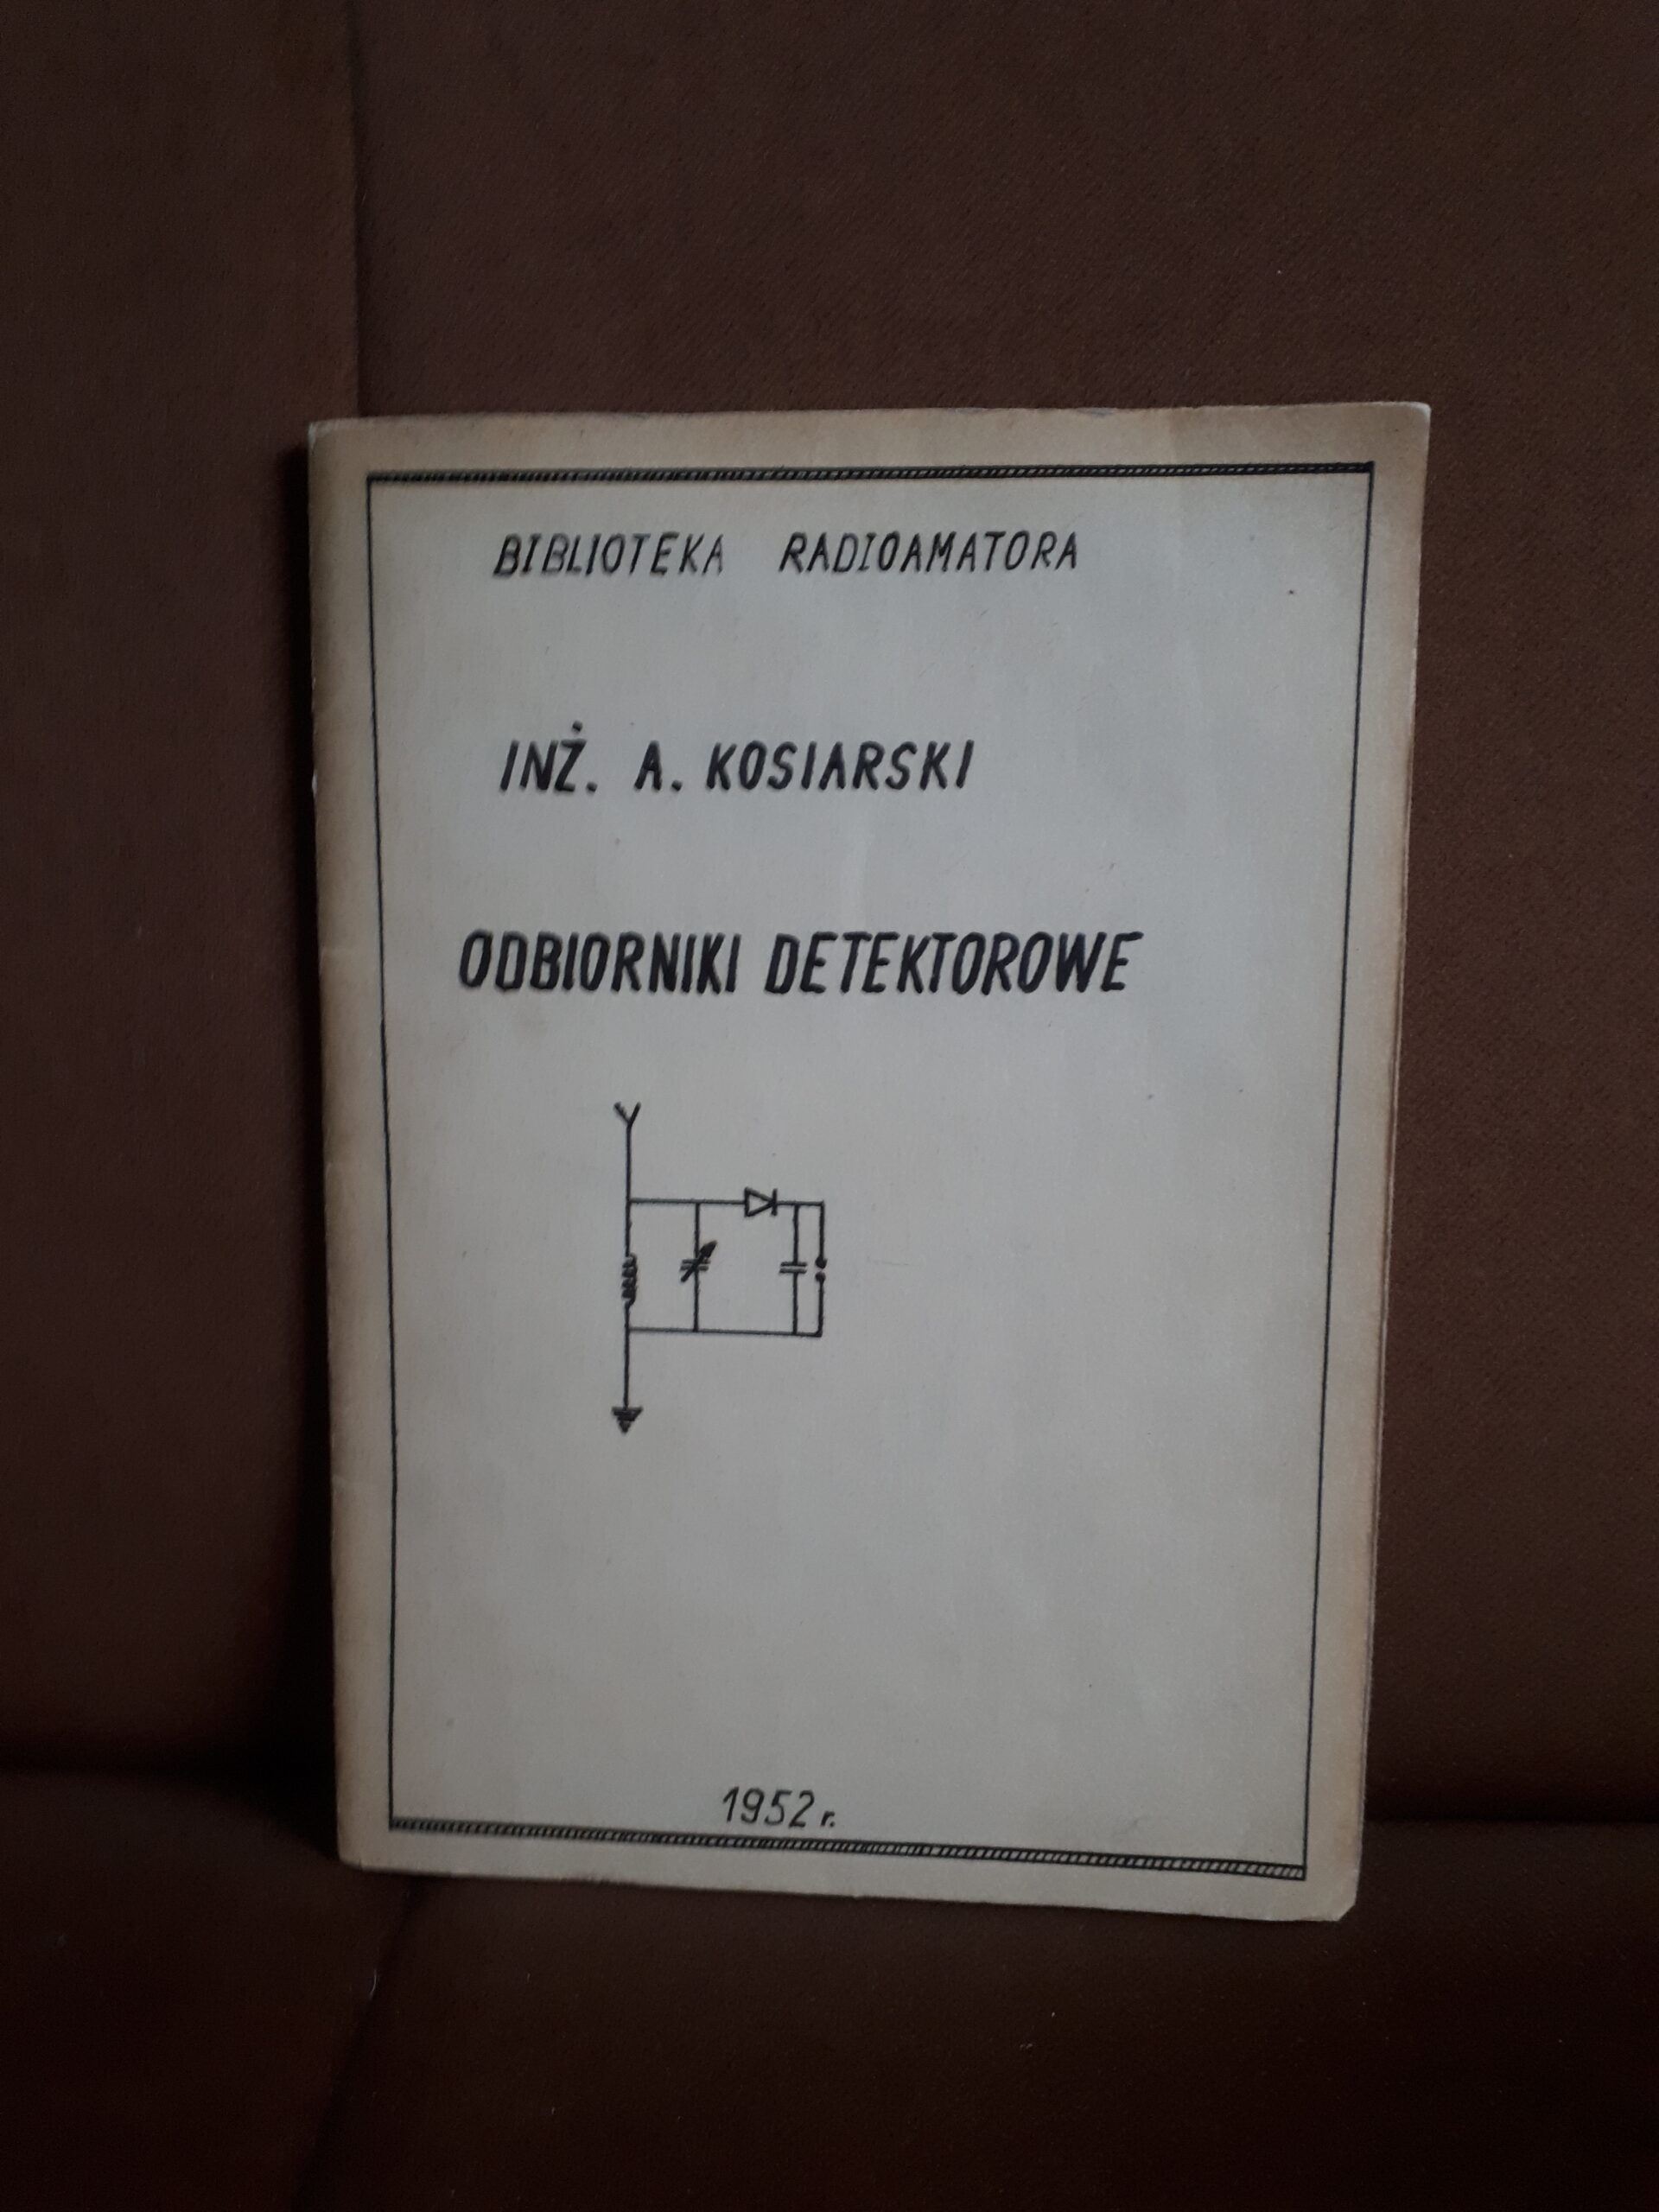 BIBLIOTEKA RADIOAMATORA
INŻ. A. KOSIARSKI
ODBIORNIKI DETEKTOROWE
1952 r.